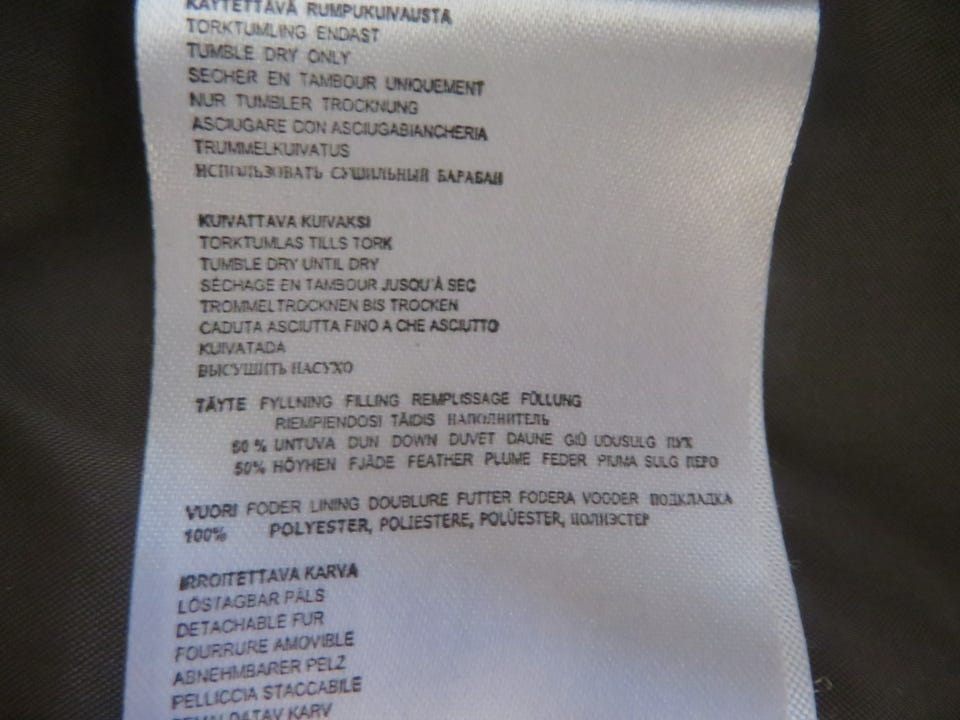 KÄYTETTÄVÄ RUMPUKUIVAUSTA
TORKTUMLING ENDAST
TUMBLE DRY ONLY
SECHER EN TAMBOUR UNIQUEMENT
NUR TUMBLER TROCKNUNG
ASCIUGARE CON ASCIUGABIANCHERIA
TRUMMELKUIVATUS
ИСПОЛЬЗОВАТЬ СУШИЛЬНЫЙ БАРАБАН
KUIVATTAVA KUIVAKSI
TORKTUMLAS TILLS TORK
TUMBLE DRY UNTIL DRY
SÉCHAGE EN TAMBOUR JUSQU'À SEC
TROMMELTROCKNEN BIS TROCKEN
CADUTA ASCIUTTA FINO A CHE ASCIUTTO
KUIVATADA
ВЫСУШИТЬ НАСУХО
TÄYTE FYLLNING FILLING REMPLISSAGE FÜLLUNG
RIEMPIENDOSI TÄIDIS НАПОЛНИТЕЛЬ
50 % UNTUVA DUN DOWN DUVET DAUNE GIÙ UDUSULG ПУХ
50% HÖYHEN FJÄDE FEATHER PLUME FEDER PIUMA SULG ПЕРО
VUORI FODER LINING DOUBLURE FUTTER FODERA VOODER ПОДКЛАДКА
100% POLYESTER, POLIESTERE, POLÜESTER, ПОЛИЭСТЕР
IRROITETTAVA KARVA
LÖSTAGBAR PÄLS
DETACHABLE FUR
FOURRURE AMOVIBLE
ABNEHMBARER PELZ
PELLICCIA STACCABILE
KARV